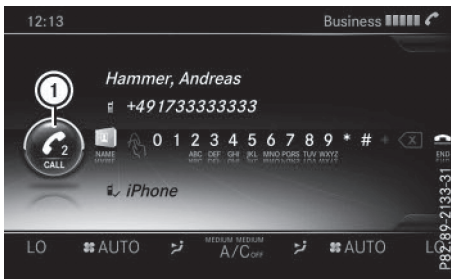 12:13 Business
1
Hammer, Andreas
+491733333333
2
CALL
NAME
0 1 2 3 4 5 6 7 8 9 * # +
ABC DEF GHI JKL MNO PQRS TUV WXYZ
END
iPhone
LO AUTO MEDIUM MEDIUM A/C OFF AUTO LO
P82.89-2133-31